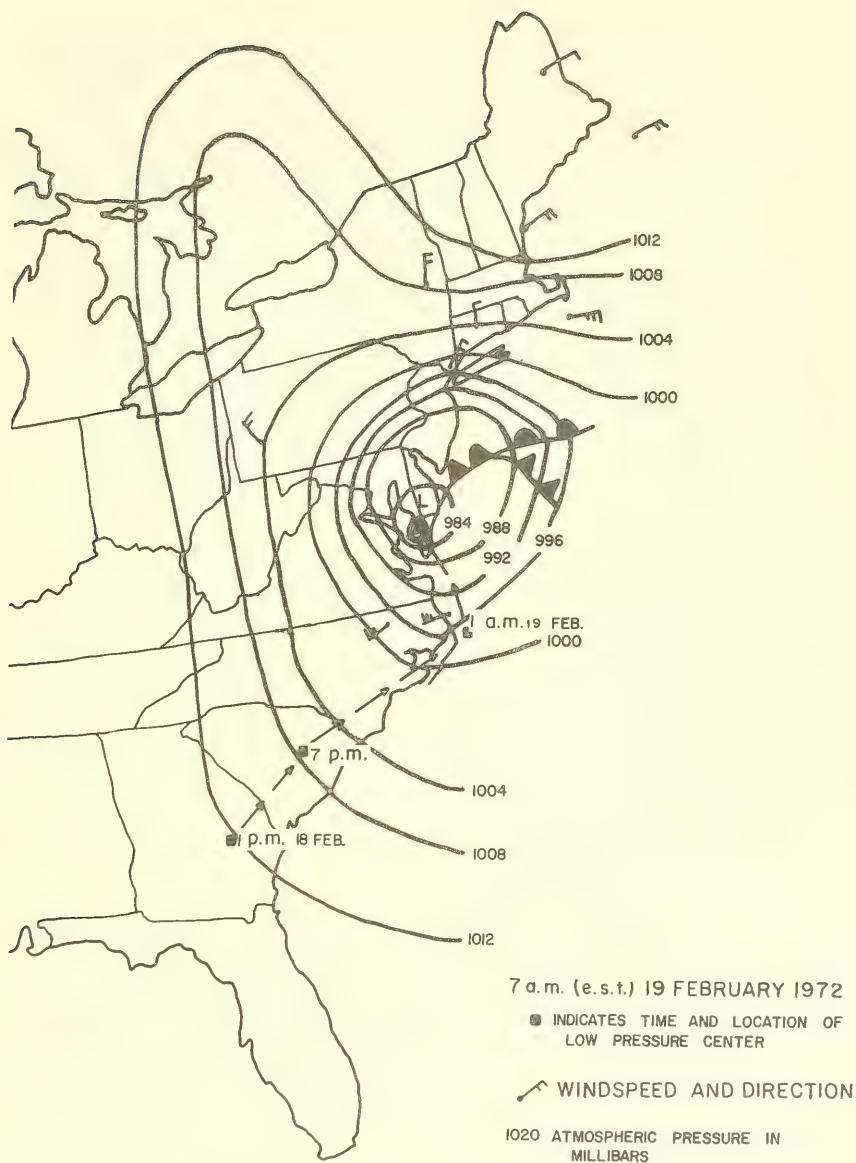 1012
1008
1004
1000
L
984 988
996
992
1 a.m. 19 FEB.
1000
7 p.m.
1004
1 p.m. 18 FEB.
1008
1012
7 a.m. (e.s.t.) 19 FEBRUARY 1972
INDICATES TIME AND LOCATION OF
LOW PRESSURE CENTER
WINDSPEED AND DIRECTION
1020 ATMOSPHERIC PRESSURE IN
MILLIBARS